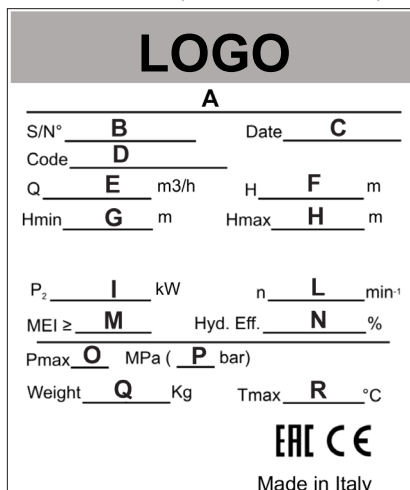 LOGO
A
S/N° B Date C
Code D
Q E m3/h H F m
Hmin G m Hmax H m
P₂ I kW n L min-1
MEI ≥ M Hyd. Eff. N %
Pmax O MPa ( P bar)
Weight Q Kg Tmax R °C
EAC CE
Made in Italy